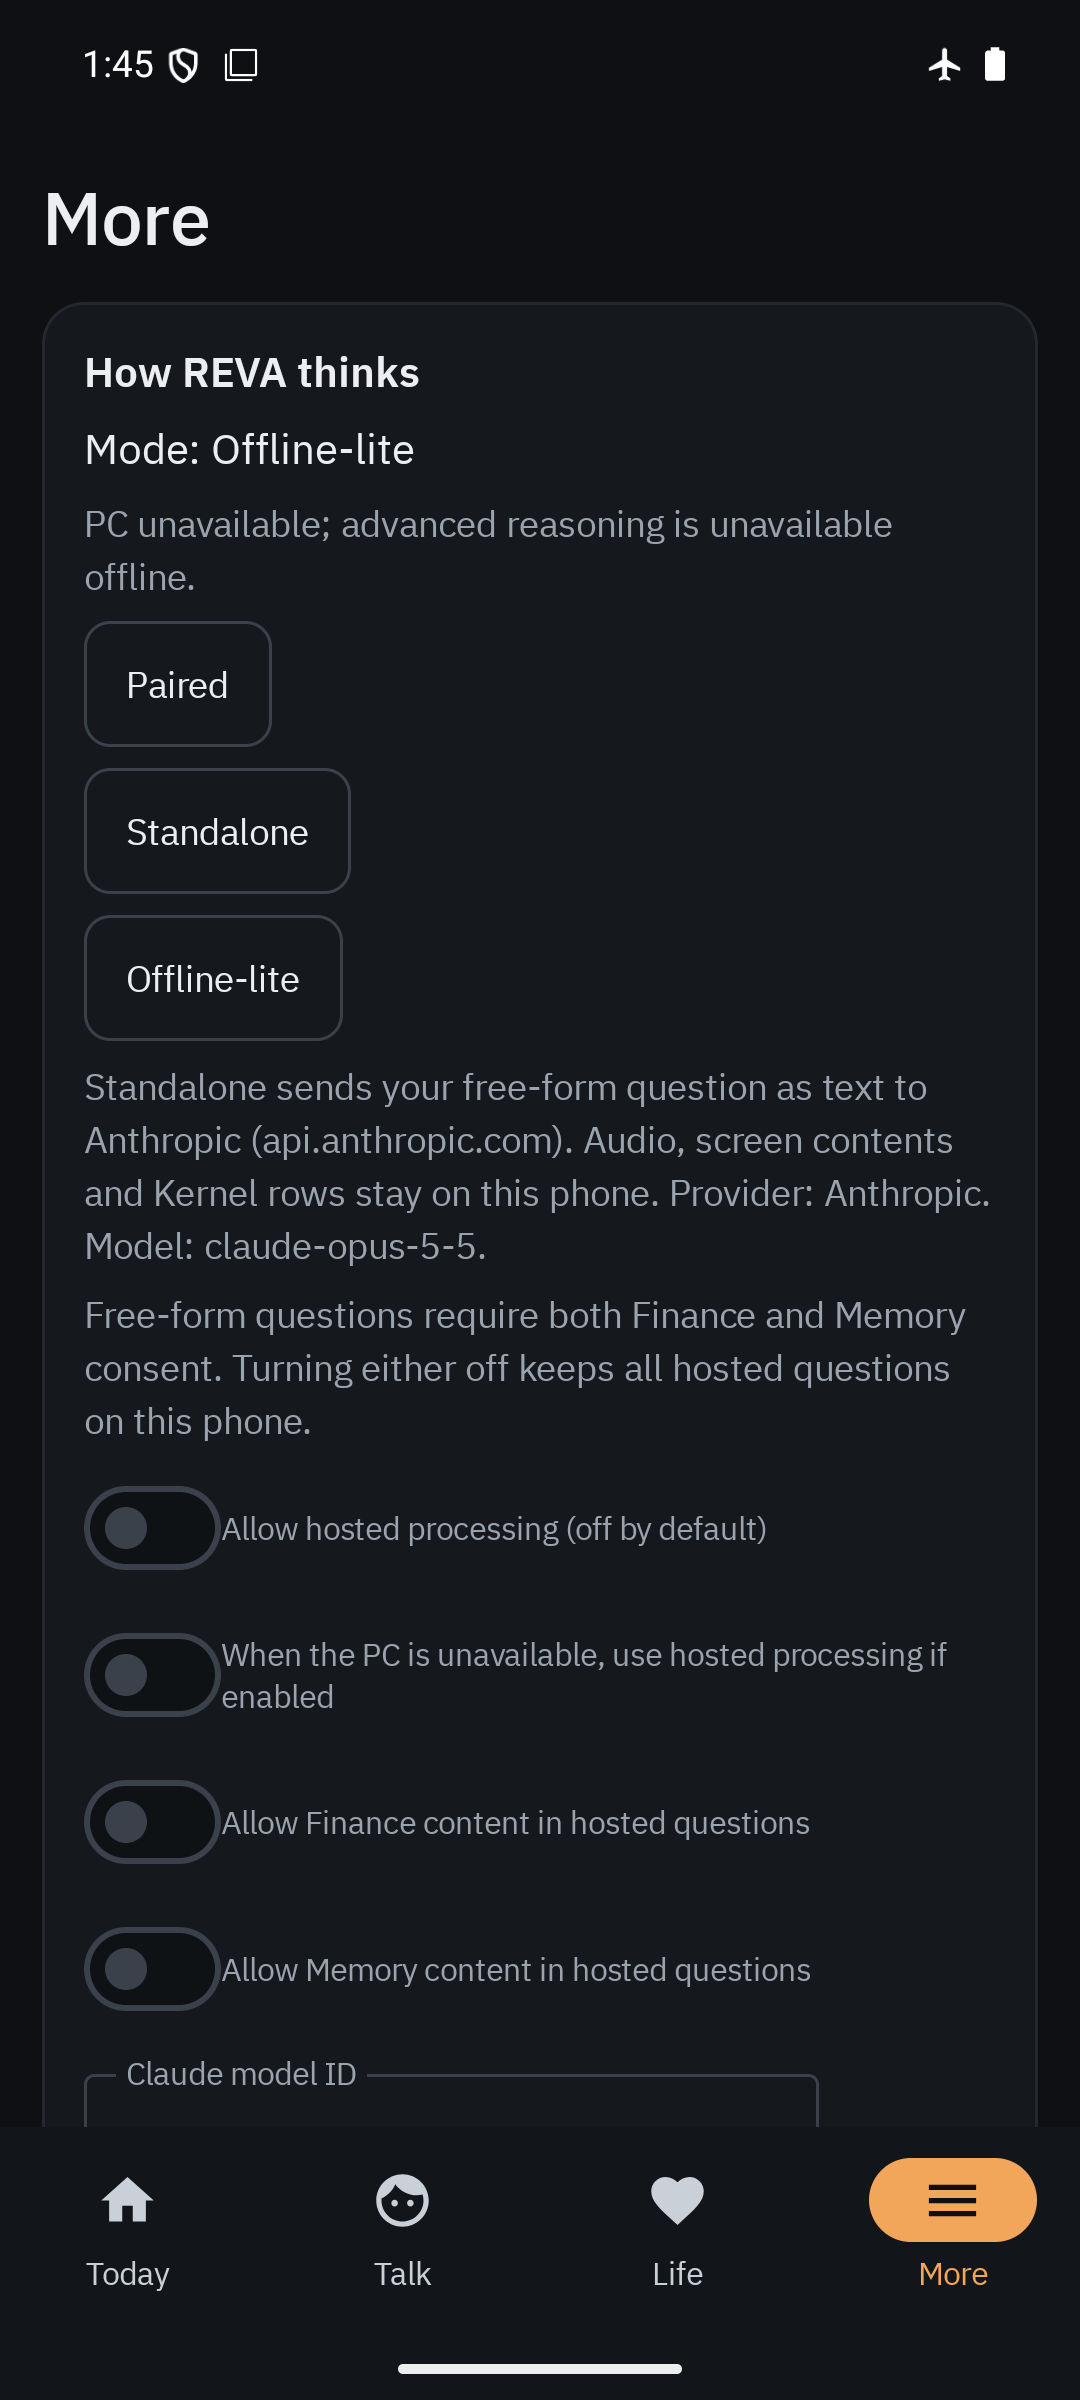 1:45
More
How REVA thinks
Mode: Offline-lite
PC unavailable; advanced reasoning is unavailable
offline.
Paired
Standalone
Offline-lite
Standalone sends your free-form question as text to
Anthropic (api.anthropic.com). Audio, screen contents
and Kernel rows stay on this phone. Provider: Anthropic.
Model: claude-opus-5-5.
Free-form questions require both Finance and Memory
consent. Turning either off keeps all hosted questions
on this phone.
Allow hosted processing (off by default)
When the PC is unavailable, use hosted processing if
enabled
Allow Finance content in hosted questions
Allow Memory content in hosted questions
Claude model ID
Today
Talk
Life
More